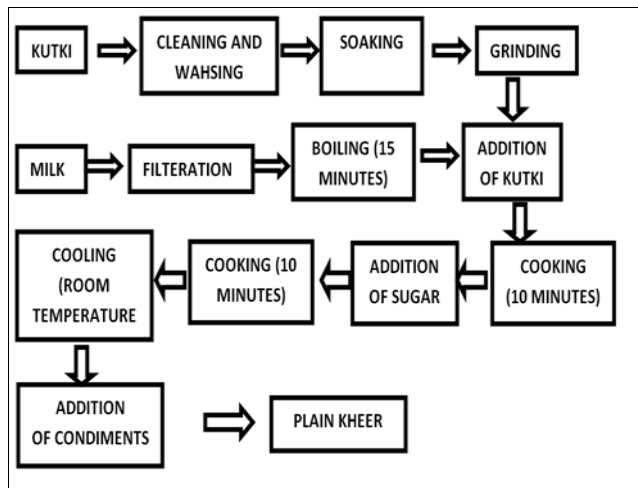 KUTKI
CLEANING AND
WAHSING
SOAKING
GRINDING
MILK
FILTERATION
BOILING (15
MINUTES)
ADDITION
OF KUTKI
COOKING
(10 MINUTES)
ADDITION
OF SUGAR
COOKING (10
MINUTES)
COOLING
(ROOM
TEMPERATURE
ADDITION
OF CONDIMENTS
PLAIN KHEER